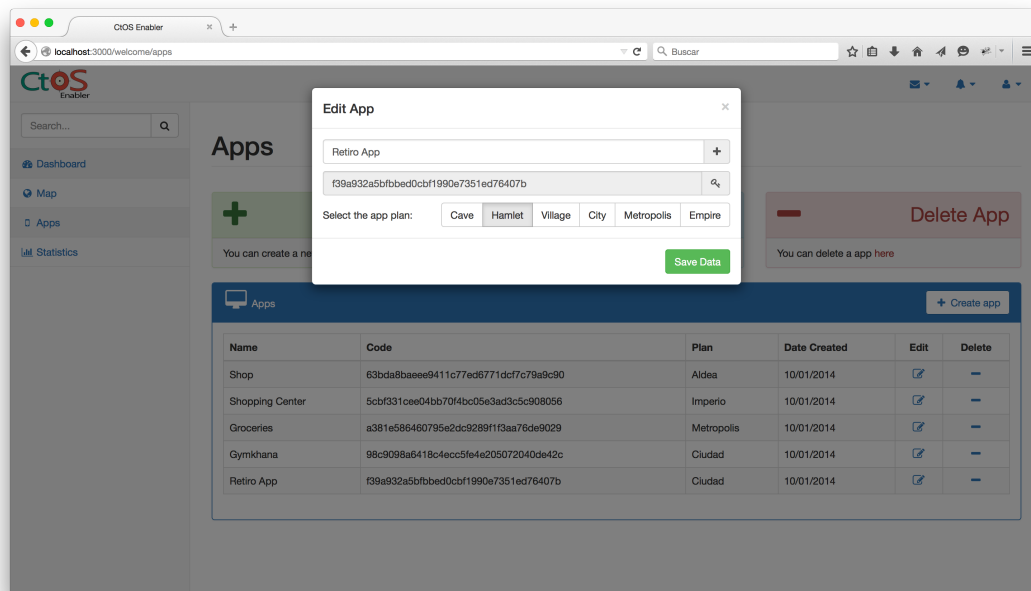 CtOS Enabler
localhost:3000/welcome/apps
Buscar
CtOS
Enabler
Search...
Dashboard
Map
Apps
Statistics
Apps
Edit App
×
Retiro App
f39a932a5bfbbed0cbf1990e7351ed76407b
Select the app plan: Cave Hamlet Village City Metropolis Empire
Save Data
You can create a ne
Delete App
You can delete a app here
Apps
Create app
Name Code Plan Date Created Edit Delete
Shop 63bda8baeee9411c77ed6771dcf7c79a9c90 Aldea 10/01/2014
Shopping Center 5cbf331cee04bb70f4bc05e3ad3c5c908056 Imperio 10/01/2014
Groceries a381e586460795e2dc9289f1f3aa76de9029 Metropolis 10/01/2014
Gymkhana 98c9098a6418c4ecc5fe4e205072040de42c Ciudad 10/01/2014
Retiro App f39a932a5bfbbed0cbf1990e7351ed76407b Ciudad 10/01/2014